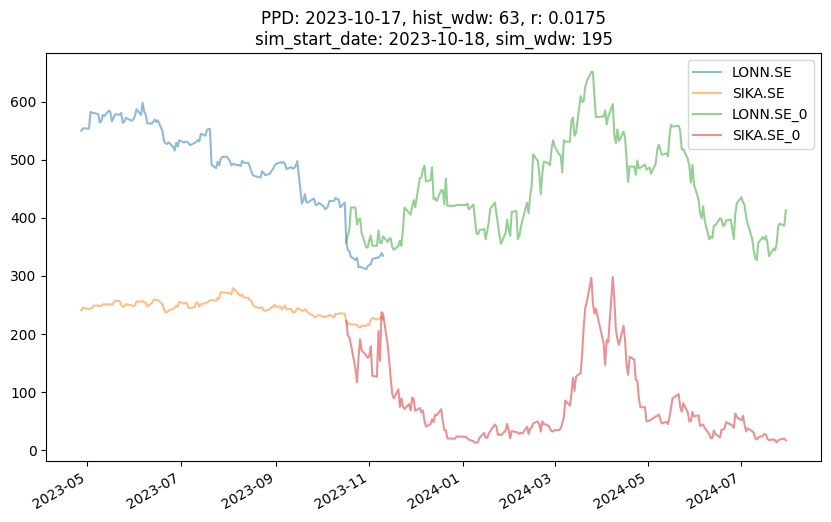 PPD: 2023-10-17, hist_wdw: 63, r: 0.0175
sim_start_date: 2023-10-18, sim_wdw: 195
LONN.SE
SIKA.SE
LONN.SE_0
SIKA.SE_0
600
500
400
300
200
100
0
2023-05
2023-07
2023-09
2023-11
2024-01
2024-03
2024-05
2024-07